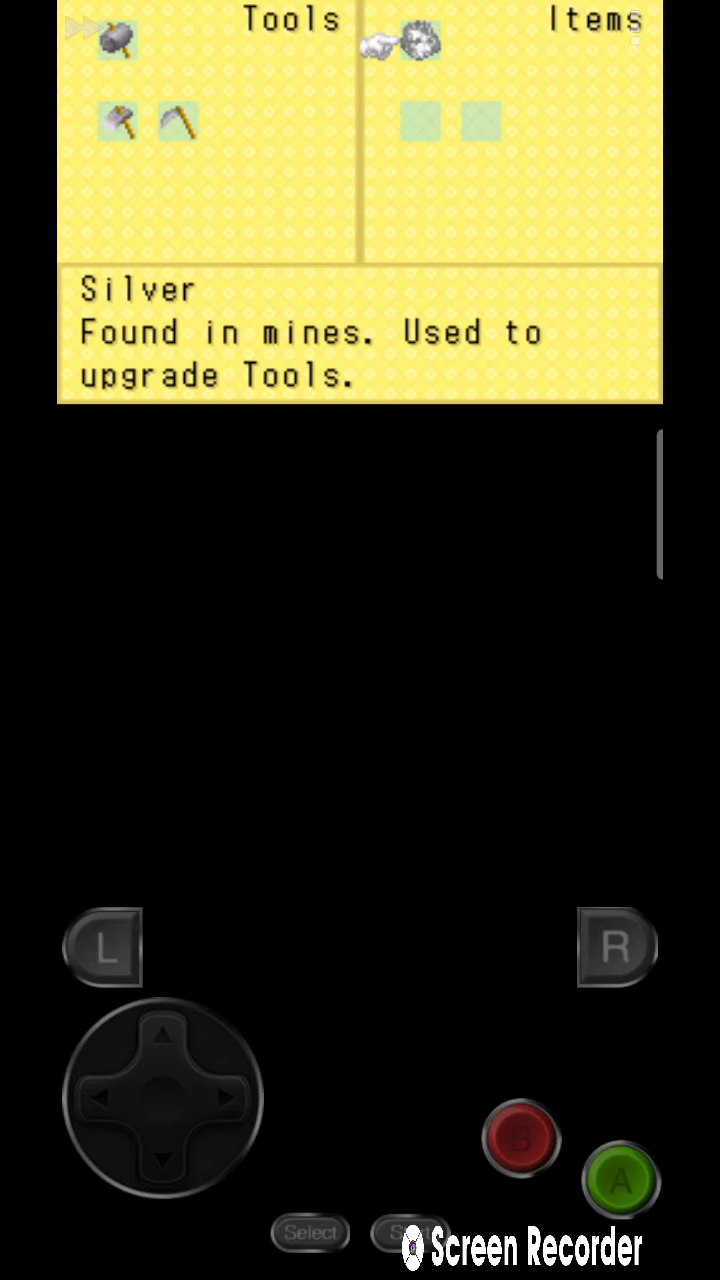 Tools
Items
Silver
Found in mines. Used to
upgrade Tools.
L
R
B
A
Select
Screen Recorder